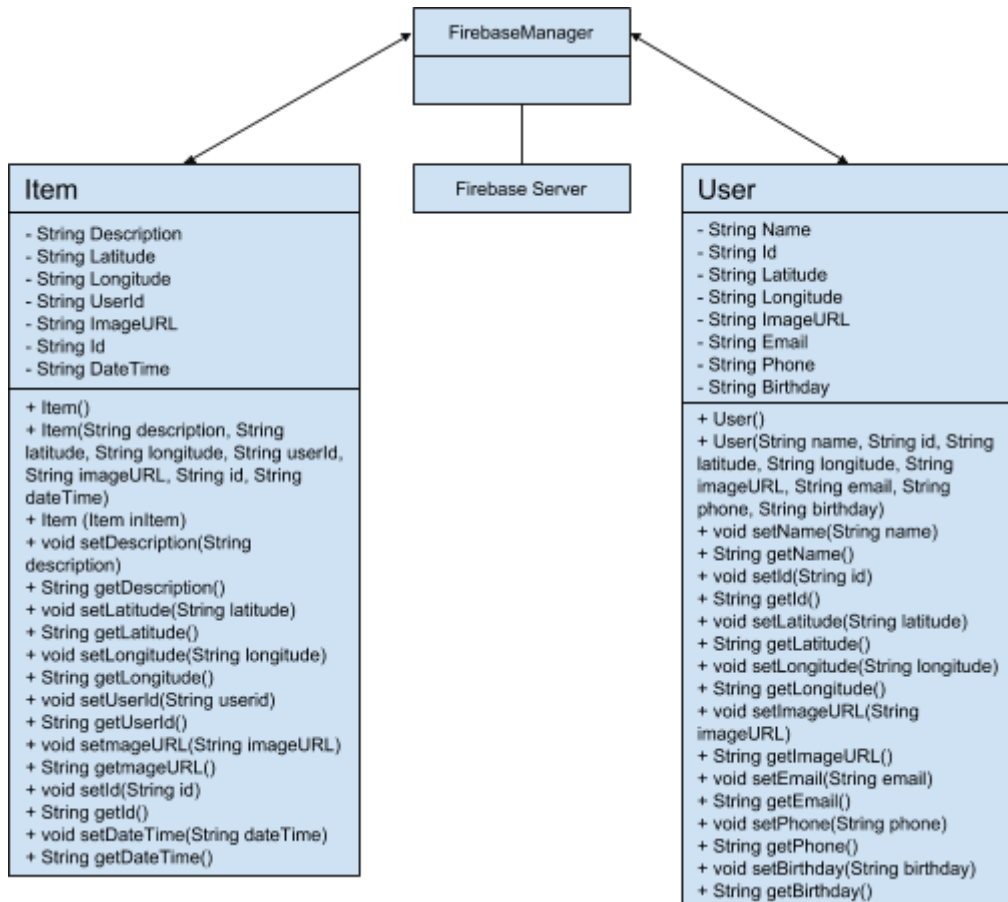 FirebaseManager
Firebase Server
Item
- String Description
- String Latitude
- String Longitude
- String UserId
- String ImageURL
- String Id
- String DateTime
+ Item()
+ Item(String description, String
latitude, String longitude, String userId,
String imageURL, String id, String
dateTime)
+ Item (Item inItem)
+ void setDescription(String
description)
+ String getDescription()
+ void setLatitude(String latitude)
+ String getLatitude()
+ void setLongitude(String longitude)
+ String getLongitude()
+ void setUserId(String userid)
+ String getUserId()
+ void setmageURL(String imageURL)
+ String getmageURL()
+ void setId(String id)
+ String getId()
+ void setDateTime(String dateTime)
+ String getDateTime()
User
- String Name
- String Id
- String Latitude
- String Longitude
- String ImageURL
- String Email
- String Phone
- String Birthday
+ User()
+ User(String name, String id, String
latitude, String longitude, String
imageURL, String email, String
phone, String birthday)
+ void setName(String name)
+ String getName()
+ void setId(String id)
+ String getId()
+ void setLatitude(String latitude)
+ String getLatitude()
+ void setLongitude(String longitude)
+ String getLongitude()
+ void setImageURL(String
imageURL)
+ String getImageURL()
+ void setEmail(String email)
+ String getEmail()
+ void setPhone(String phone)
+ String getPhone()
+ void setBirthday(String birthday)
+ String getBirthday()